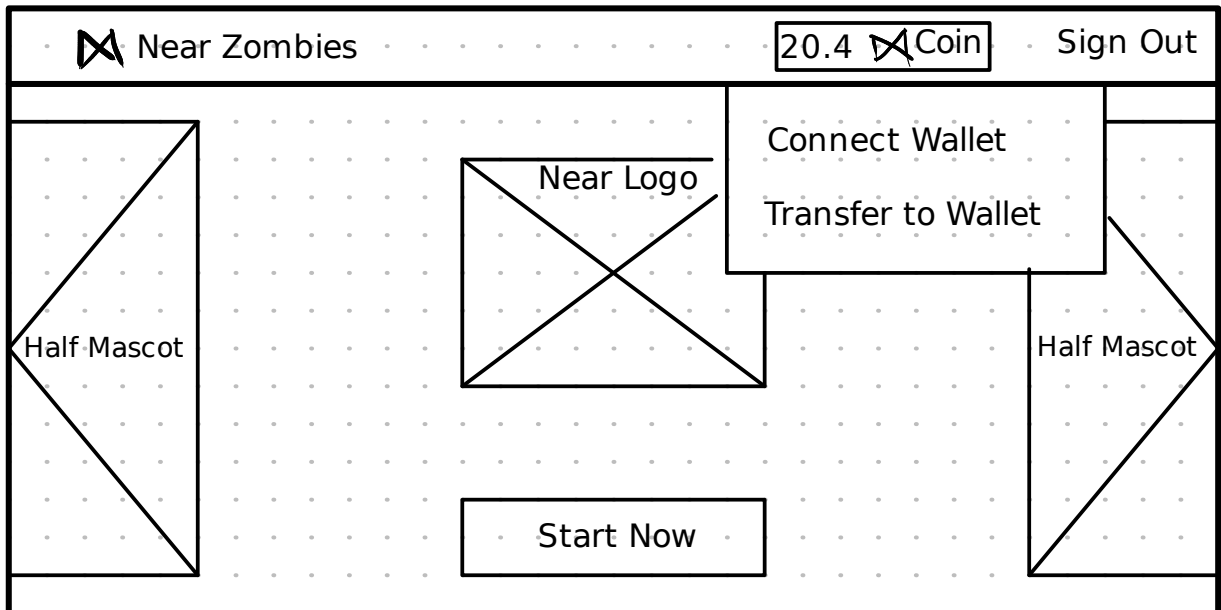 Near Zombies
20.4 Coin
Sign Out
Connect Wallet
Near Logo
Transfer to Wallet
Half Mascot
Half Mascot
Start Now